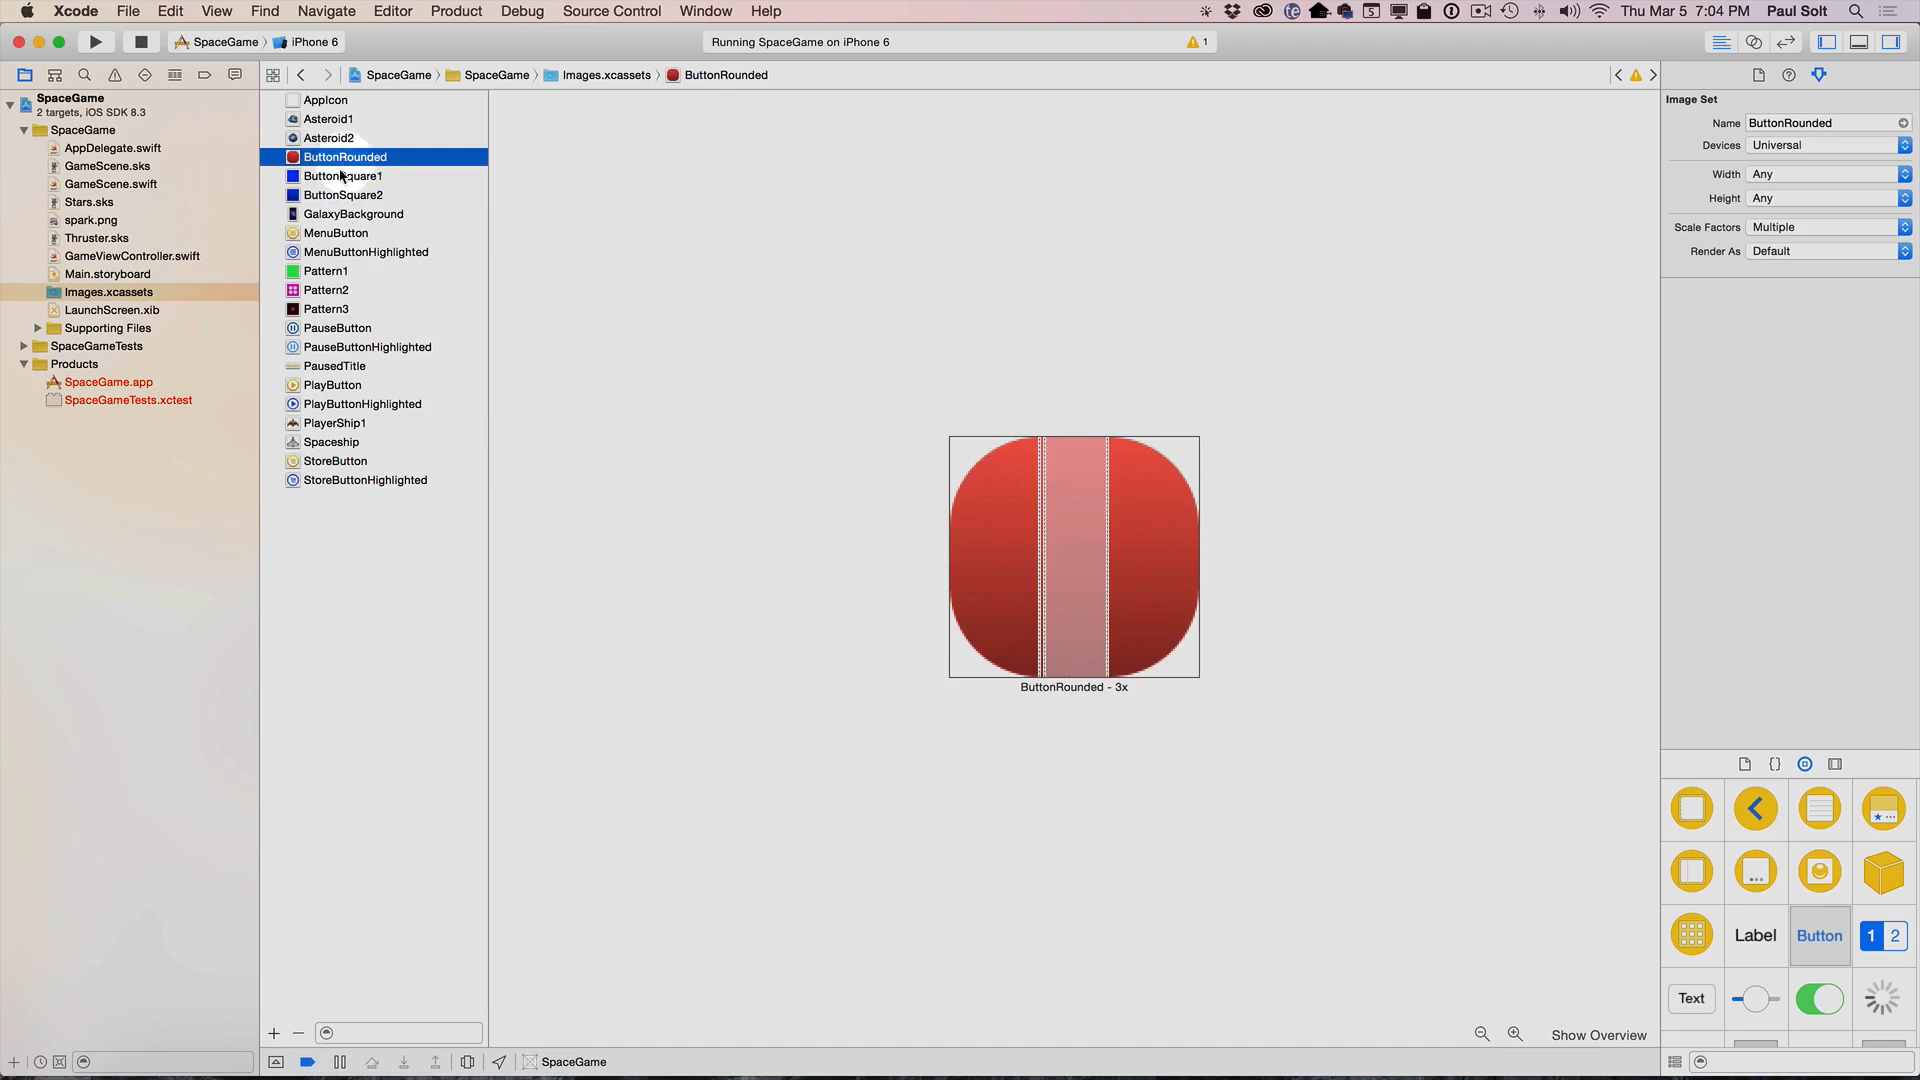 Xcode File Edit View Find Navigate Editor Product Debug Source Control Window Help
Thu Mar 5 7:04 PM Paul Solt
SpaceGame iPhone 6
Running SpaceGame on iPhone 6
1
SpaceGame SpaceGame Images.xcassets ButtonRounded
SpaceGame
2 targets, iOS SDK 8.3
SpaceGame
AppDelegate.swift
GameScene.sks
GameScene.swift
Stars.sks
spark.png
Thruster.sks
GameViewController.swift
Main.storyboard
Images.xcassets
LaunchScreen.xib
Supporting Files
SpaceGameTests
Products
SpaceGame.app
SpaceGameTests.xctest
AppIcon
Asteroid1
Asteroid2
ButtonRounded
ButtonSquare1
ButtonSquare2
GalaxyBackground
MenuButton
MenuButtonHighlighted
Pattern1
Pattern2
Pattern3
PauseButton
PauseButtonHighlighted
PausedTitle
PlayButton
PlayButtonHighlighted
PlayerShip1
Spaceship
StoreButton
StoreButtonHighlighted
ButtonRounded - 3x
Show Overview
SpaceGame
Image Set
Name ButtonRounded
Devices Universal
Width Any
Height Any
Scale Factors Multiple
Render As Default
Label Button 1 2
Text